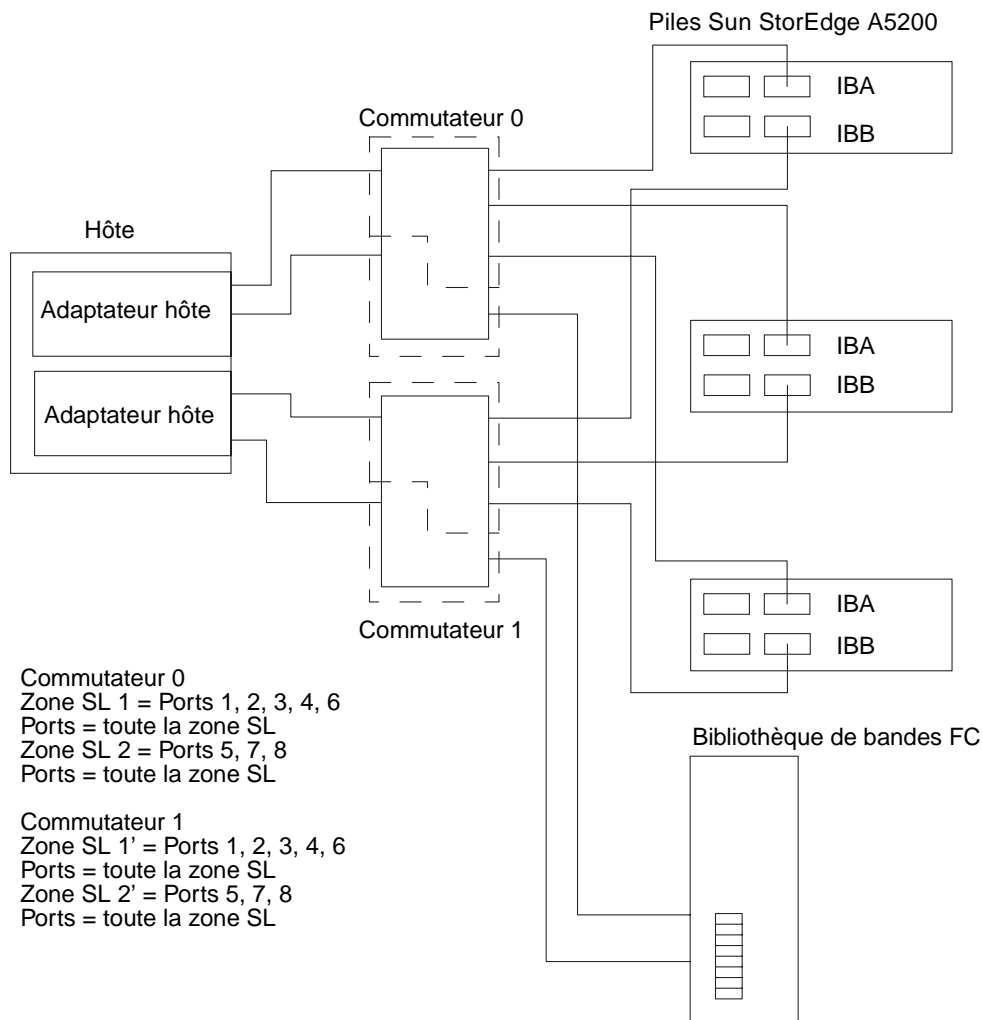 Piles Sun StorEdge A5200
IBA
IBB
Commutateur 0
Hôte
Adaptateur hôte
Adaptateur hôte
IBA
IBB
Commutateur 1
IBA
IBB
Commutateur 0
Zone SL 1 = Ports 1, 2, 3, 4, 6
Ports = toute la zone SL
Zone SL 2 = Ports 5, 7, 8
Ports = toute la zone SL
Commutateur 1
Zone SL 1’ = Ports 1, 2, 3, 4, 6
Ports = toute la zone SL
Zone SL 2’ = Ports 5, 7, 8
Ports = toute la zone SL
Bibliothèque de bandes FC